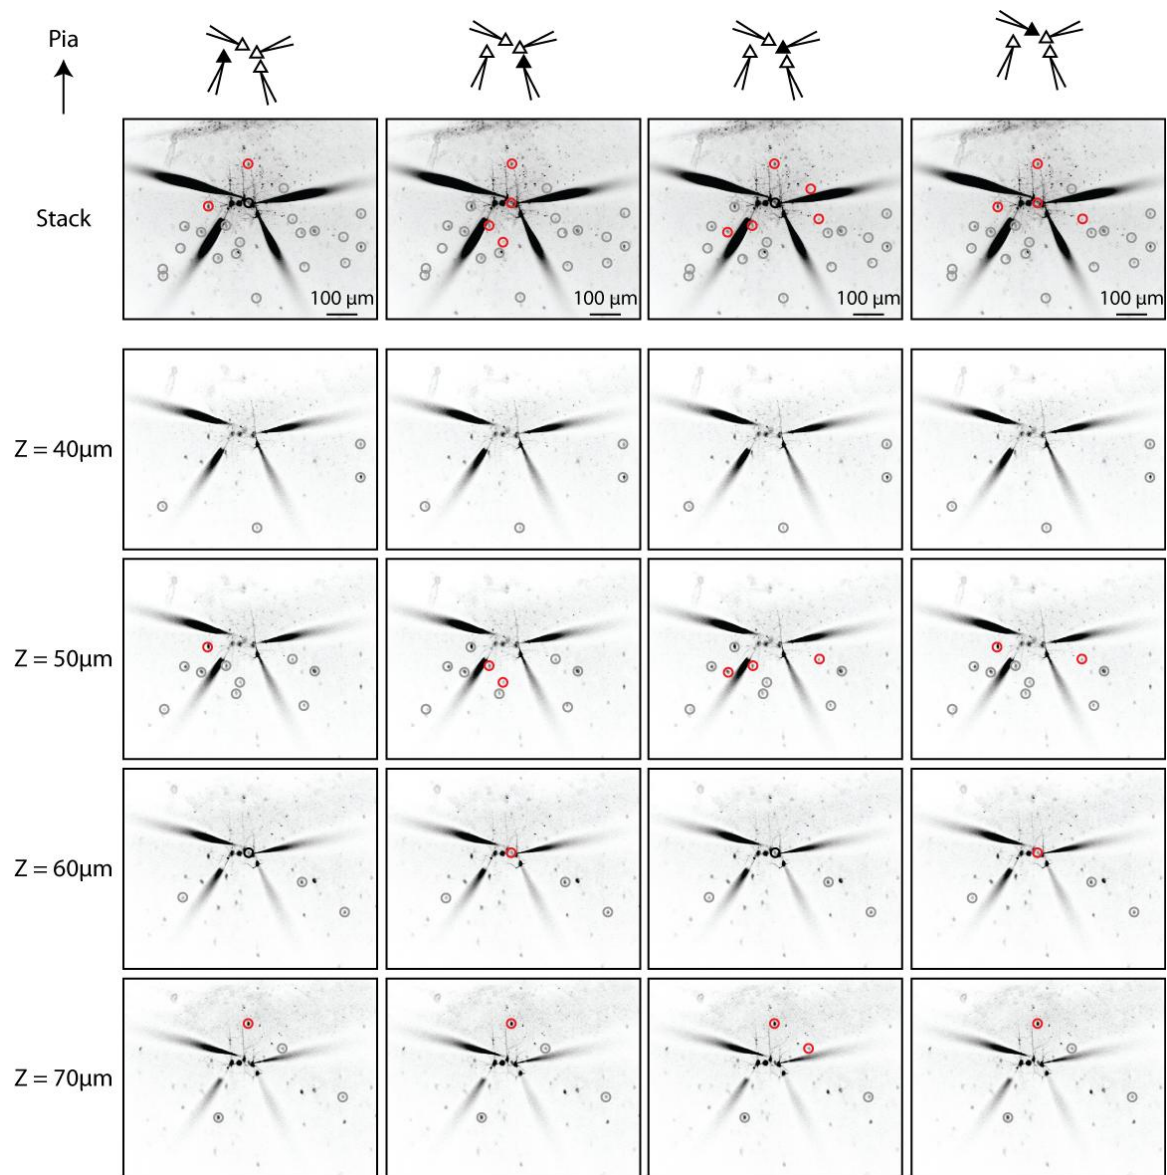 Pia
Stack
100 µm
100 µm
100 µm
100 µm
Z = 40µm
Z = 50µm
Z = 60µm
Z = 70µm